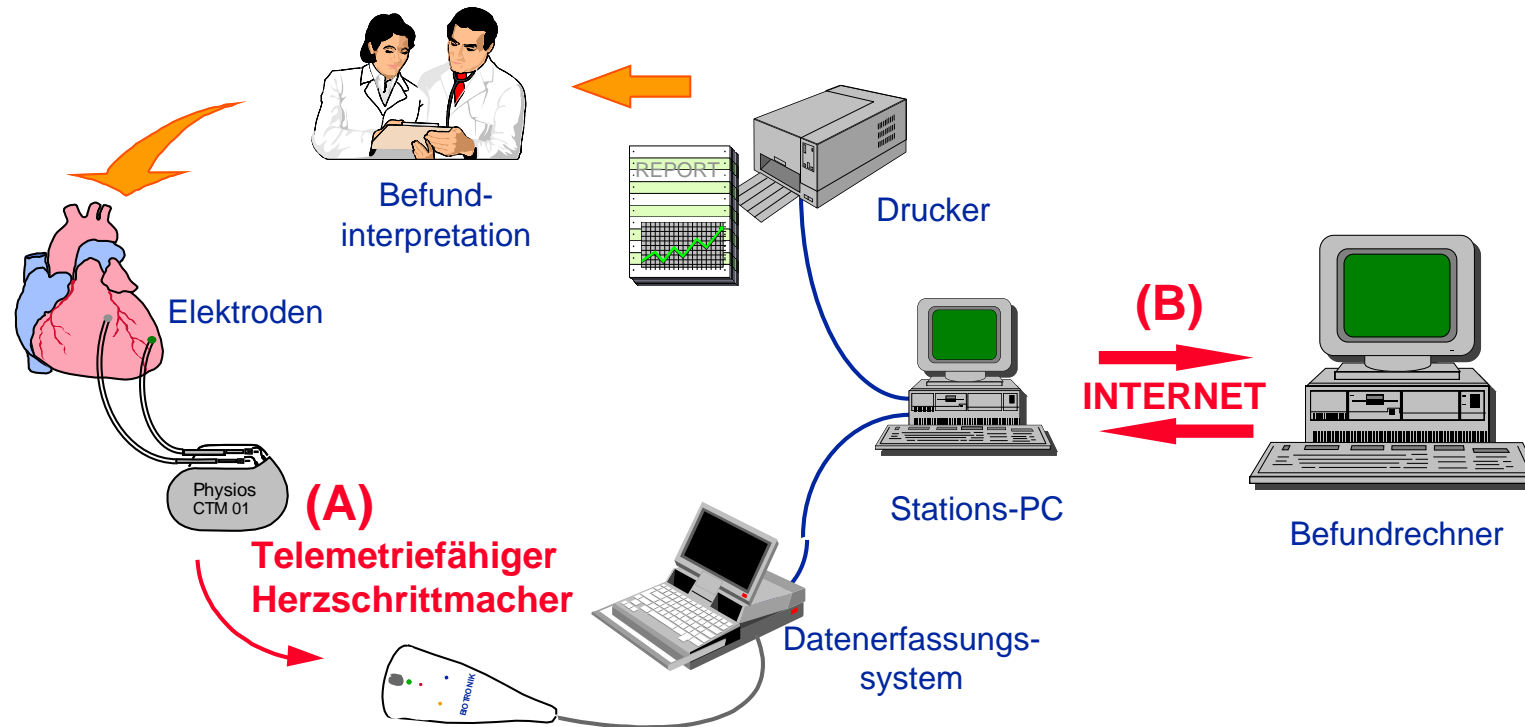 REPORT
Befund-
interpretation
Drucker
Elektroden
(B)
INTERNET
Physios
CTM 01
(A)
Telemetriefähiger
Herzschrittmacher
Stations-PC
Befundrechner
Datenerfassungs-
system
BIOTRONIK